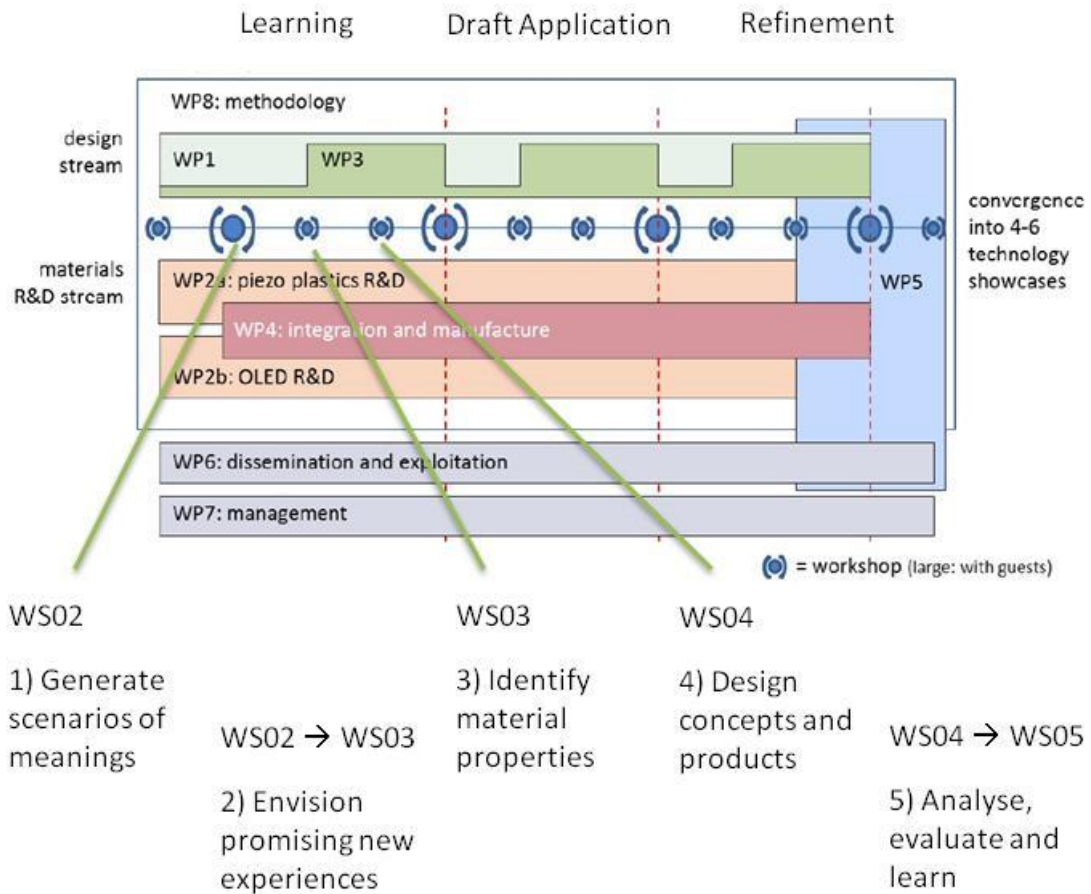 Learning Draft Application Refinement
WP8: methodology
design
stream
WP1 WP3
convergence
into 4-6
technology
showcases
materials
R&D stream
WP2a: piezo plastics R&D
WP5
WP4: integration and manufacture
WP2b: OLED R&D
WP6: dissemination and exploitation
WP7: management
= workshop (large: with guests)
WS02
1) Generate
scenarios of
meanings
WS02 → WS03
2) Envision
promising new
experiences
WS03
3) Identify
material
properties
WS04
4) Design
concepts and
products
WS04 → WS05
5) Analyse,
evaluate and
learn